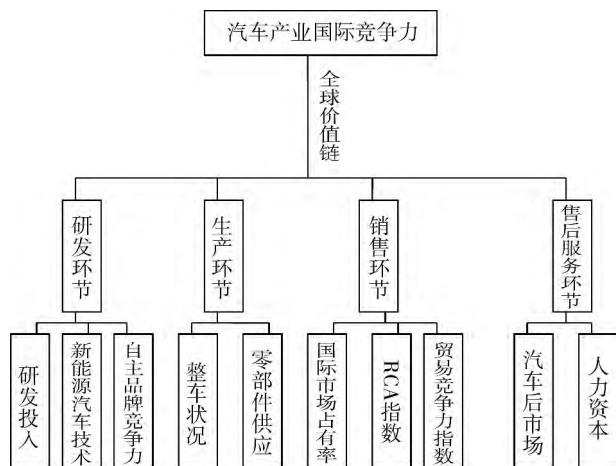 汽车产业国际竞争力
全球价值链
研发环节
生产环节
销售环节
售后服务环节
研发投入
新能源汽车技术
自主品牌竞争力
整车状况
零部件供应
国际市场占有率
RCA指数
贸易竞争力指数
汽车后市场
人力资本